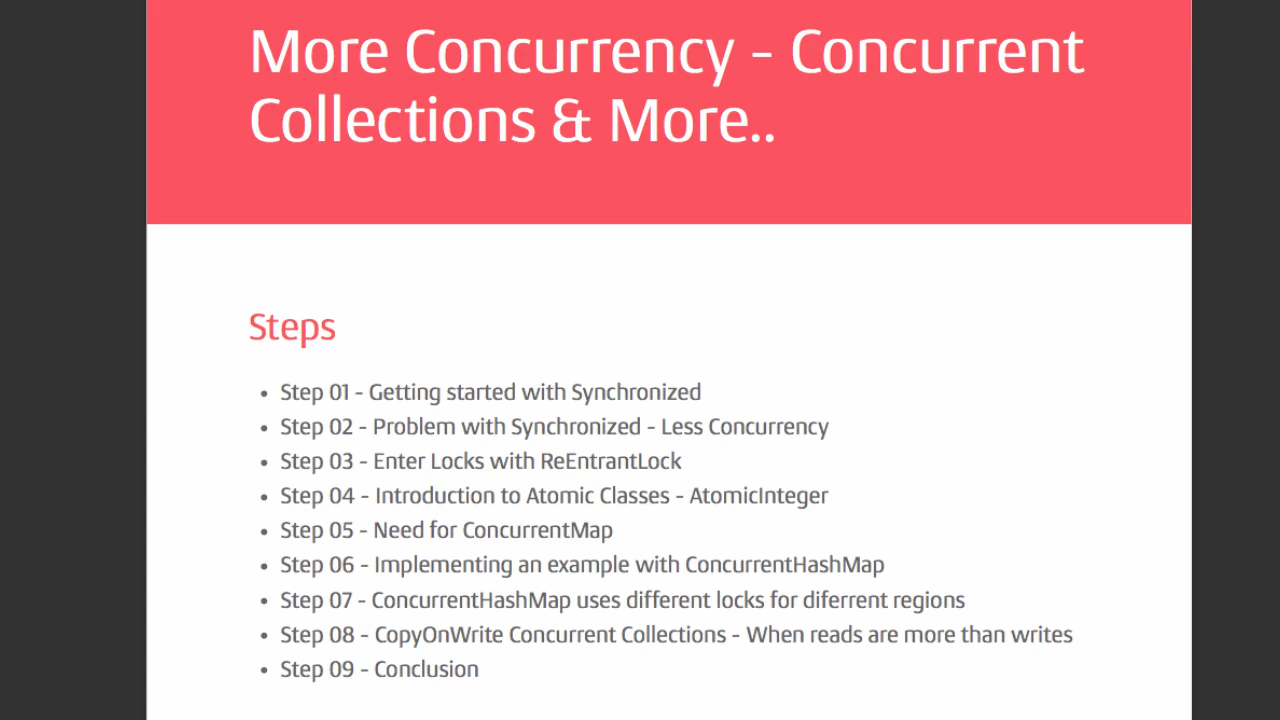 More Concurrency - Concurrent
Collections & More..
Steps
• Step 01 - Getting started with Synchronized
• Step 02 - Problem with Synchronized - Less Concurrency
• Step 03 - Enter Locks with ReEntrantLock
• Step 04 - Introduction to Atomic Classes - AtomicInteger
• Step 05 - Need for ConcurrentMap
• Step 06 - Implementing an example with ConcurrentHashMap
• Step 07 - ConcurrentHashMap uses different locks for diferrent regions
• Step 08 - CopyOnWrite Concurrent Collections - When reads are more than writes
• Step 09 - Conclusion